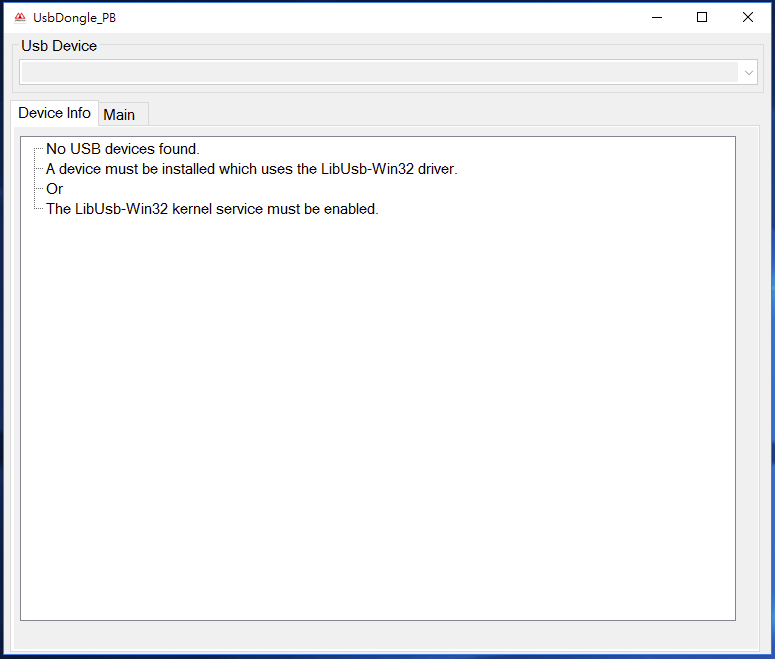 UsbDongle_PB
Usb Device
Device Info
Main
No USB devices found.
A device must be installed which uses the LibUsb-Win32 driver.
Or
The LibUsb-Win32 kernel service must be enabled.